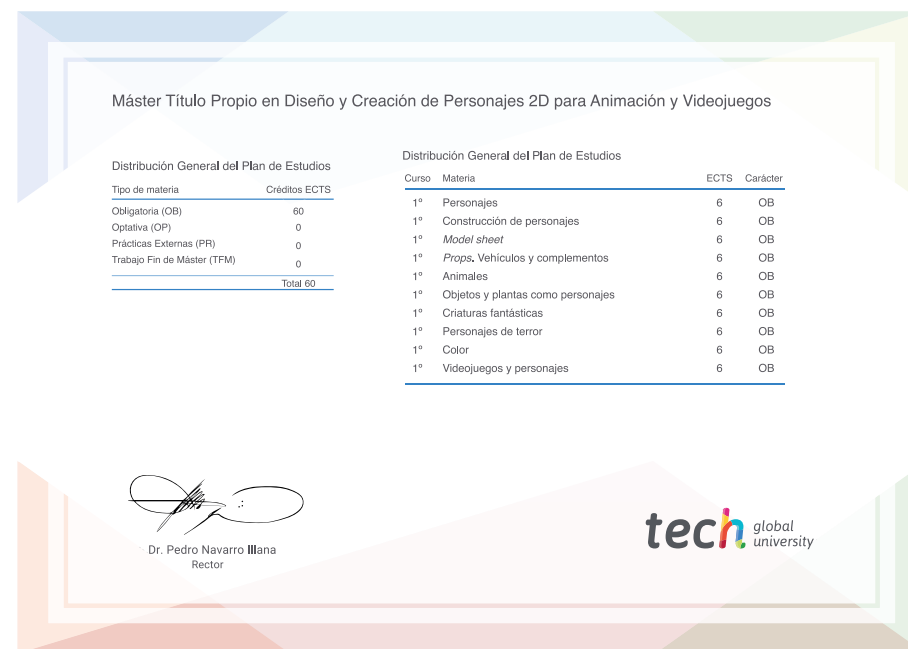 Máster Título Propio en Diseño y Creación de Personajes 2D para Animación y Videojuegos
Distribución General del Plan de Estudios
Tipo de materia Créditos ECTS
Obligatoria (OB) 60
Optativa (OP) 0
Prácticas Externas (PR) 0
Trabajo Fin de Máster (TFM) 0
Total 60
Distribución General del Plan de Estudios
Curso Materia ECTS Carácter
1º Personajes 6 OB
1º Construcción de personajes 6 OB
1º Model sheet 6 OB
1º Props. Vehículos y complementos 6 OB
1º Animales 6 OB
1º Objetos y plantas como personajes 6 OB
1º Criaturas fantásticas 6 OB
1º Personajes de terror 6 OB
1º Color 6 OB
1º Videojuegos y personajes 6 OB
Dr. Pedro Navarro Illana
Rector
tech global
university